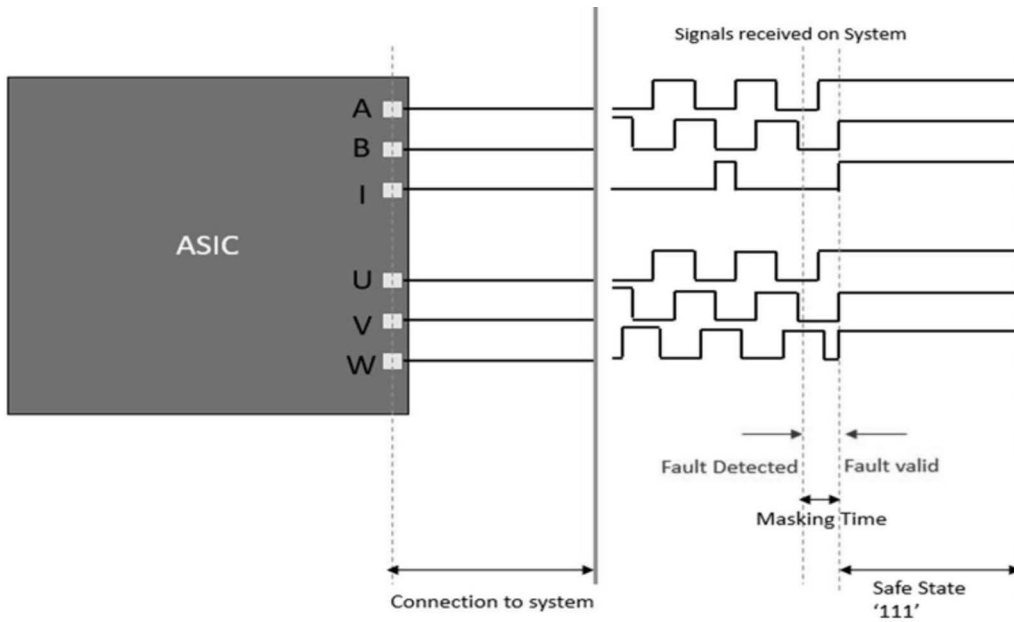 Signals received on System
A
B
I
ASIC
U
V
W
Fault Detected
Fault valid
Masking Time
Connection to system
Safe State
‘111’